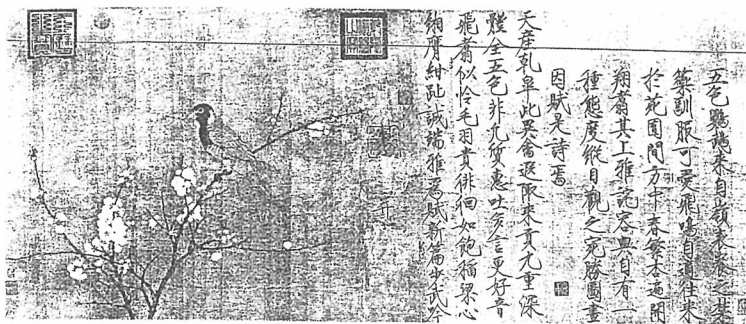 五色鸚鵡來自嶺表養之禁
籞馴服可愛飛鳴自適往來
於苑囿間方中春繁杏遍開
翔翥其上雅詫容與自有一
種態度縱目觀之宛勝圖畫
因賦是詩焉
天產乾皋此異禽遐陬來貢九重深
體全五色非凡質惠吐多言更好音
飛翥似憐毛羽貴徘徊如飽稻粱心
緗膺紺趾誠端雅為賦新篇步武吟